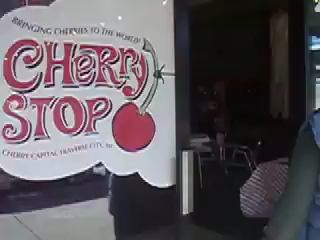 BRINGING CHERRIES TO THE WORLD!
CHERRY
STOP
CHERRY CAPITAL TRAVERSE CITY, MI